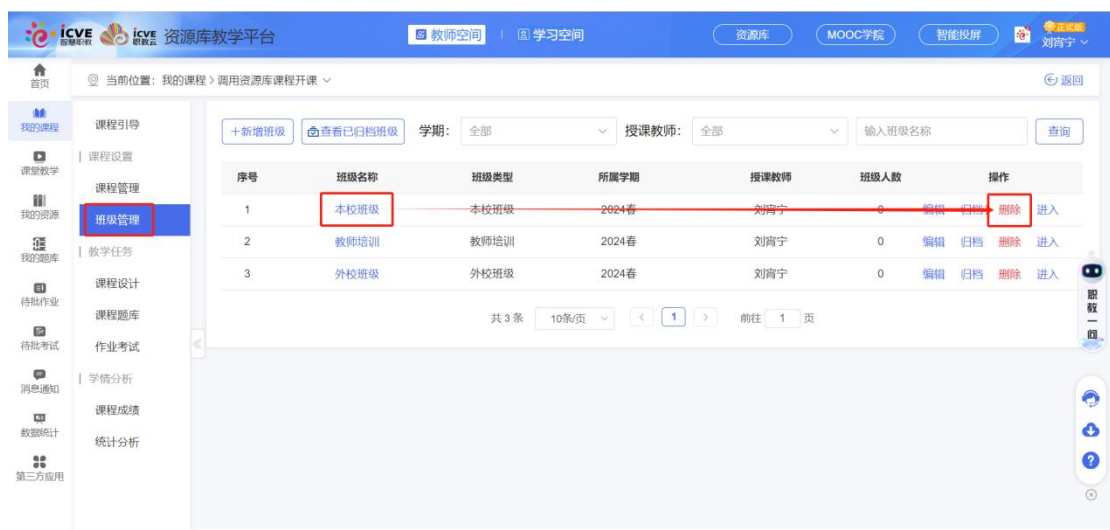 icve 智慧职教 icve 职教云 资源库教学平台 教师空间 学习空间 资源库 MOOC学院 智能投屏 正式版 刘宵宁
首页
当前位置：我的课程 > 调用资源库课程开课
返回
我的课程
课堂教学
我的资源
我的题库
待批作业
待批考试
消息通知
数据统计
第三方应用
课程引导
课程设置
课程管理
班级管理
教学任务
课程设计
课程题库
作业考试
学情分析
课程成绩
统计分析
+新增班级 查看已归档班级 学期： 全部 授课教师： 全部 输入班级名称 查询
序号 班级名称 班级类型 所属学期 授课教师 班级人数 操作
1 本校班级 本校班级 2024春 刘宵宁 0 编辑 归档 删除 进入
2 教师培训 教师培训 2024春 刘宵宁 0 编辑 归档 删除 进入
3 外校班级 外校班级 2024春 刘宵宁 0 编辑 归档 删除 进入
共 3 条 10条/页 < 1 > 前往 1 页
职教一问